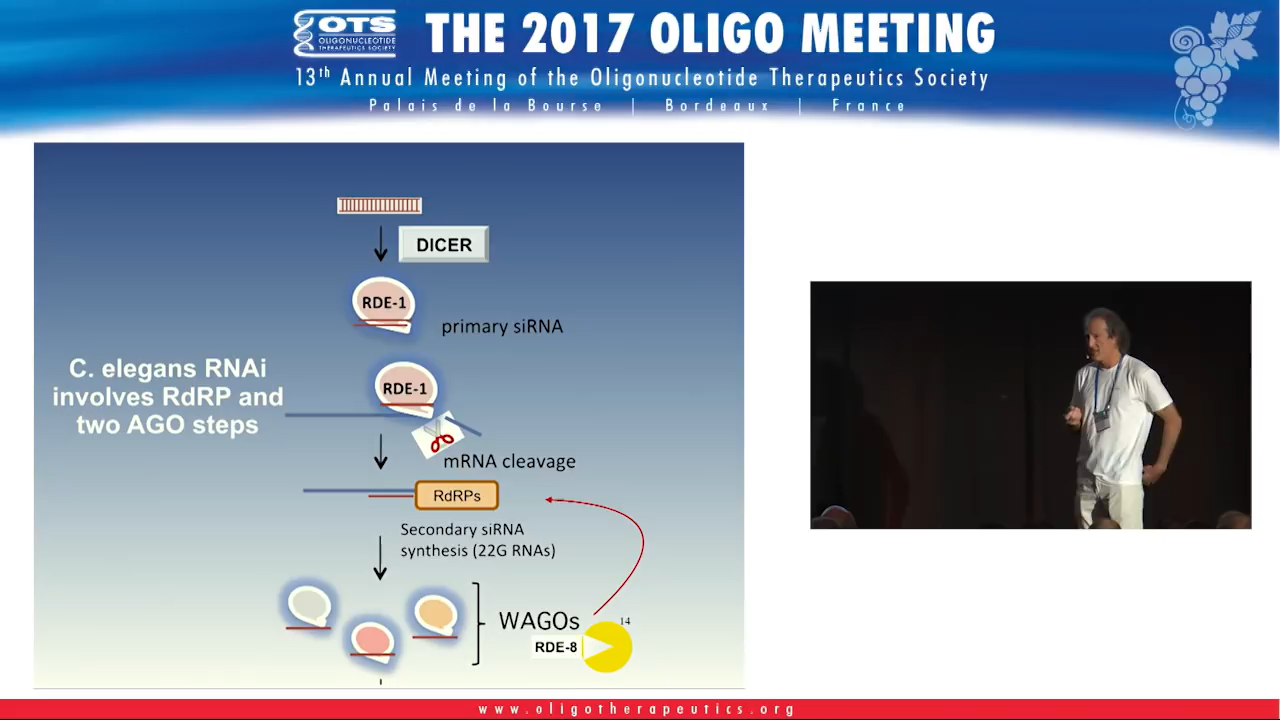 OTS
OLIGONUCLEOTIDE
THERAPEUTICS SOCIETY
THE 2017 OLIGO MEETING
13th Annual Meeting of the Oligonucleotide Therapeutics Society
Palais de la Bourse | Bordeaux | France
DICER
RDE-1
primary siRNA
C. elegans RNAi
involves RdRP and
two AGO steps
RDE-1
mRNA cleavage
RdRPs
Secondary siRNA
synthesis (22G RNAs)
WAGOs
14
RDE-8
www.oligotherapeutics.org